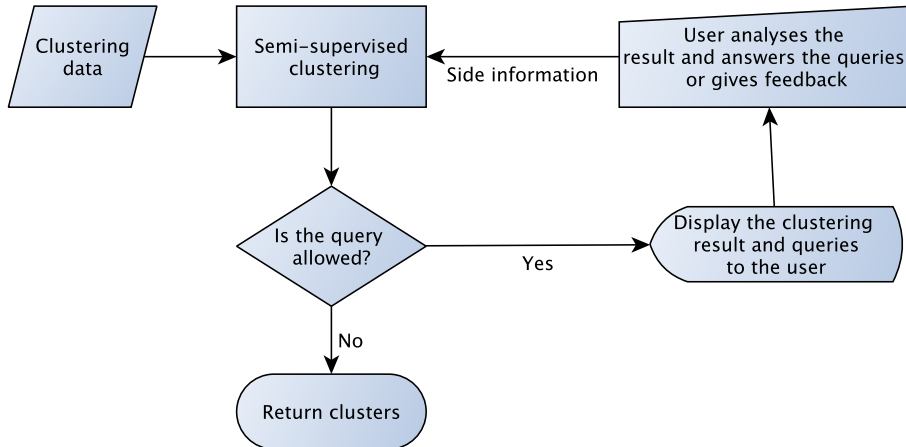 Clustering
data
Semi-supervised
clustering
Side information
User analyses the
result and answers the queries
or gives feedback
Is the query
allowed?
Yes
Display the clustering
result and queries
to the user
No
Return clusters